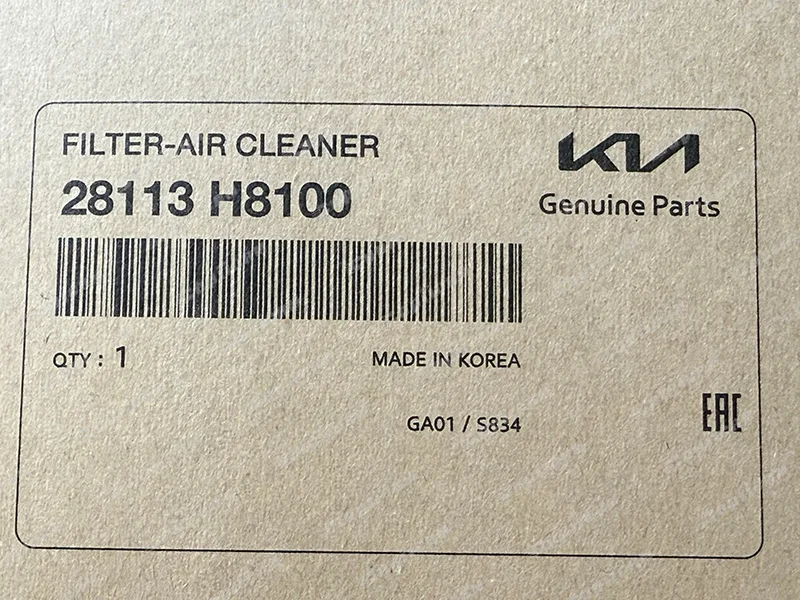 FILTER-AIR CLEANER
28113 H8100
KIA
Genuine Parts
QTY : 1
MADE IN KOREA
GA01 / S834
EAC